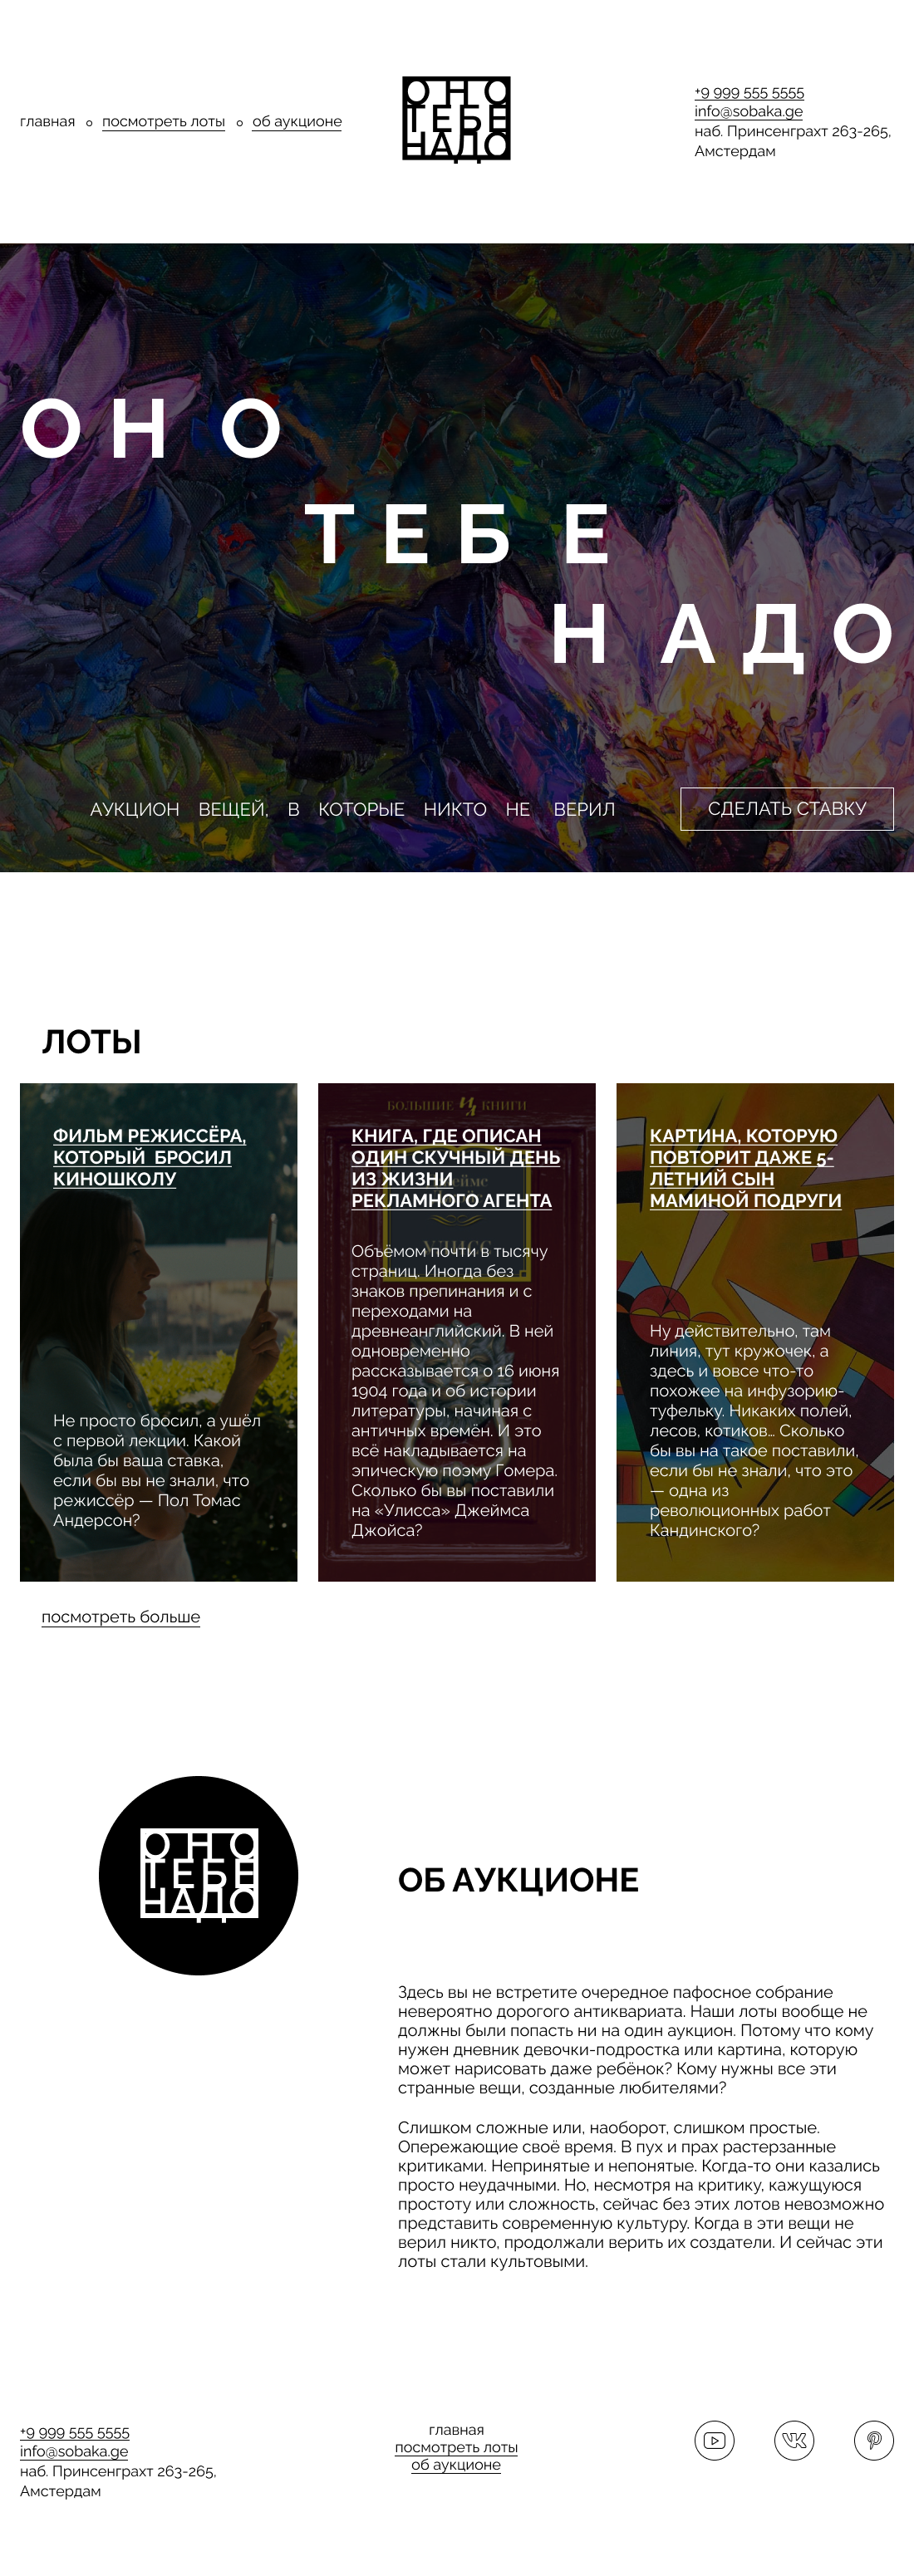 главная посмотреть лоты об аукционе
ОНО
ТЕБЕ
НАДО
+9 999 555 5555
info@sobaka.ge
наб. Принсенграхт 263-265,
Амстердам
ОНО
ТЕБЕ
НАДО
АУКЦИОН ВЕЩЕЙ, В КОТОРЫЕ НИКТО НЕ ВЕРИЛ
СДЕЛАТЬ СТАВКУ
ЛОТЫ
ФИЛЬМ РЕЖИССЁРА,
КОТОРЫЙ БРОСИЛ
КИНОШКОЛУ
Не просто бросил, а ушёл
с первой лекции. Какой
была бы ваша ставка,
если бы вы не знали, что
режиссёр — Пол Томас
Андерсон?
БОЛЬШИЕ КНИГИ
КНИГА, ГДЕ ОПИСАН
ОДИН СКУЧНЫЙ ДЕНЬ
ИЗ ЖИЗНИ
РЕКЛАМНОГО АГЕНТА
Объёмом почти в тысячу
страниц. Иногда без
знаков препинания и с
переходами на
древнеанглийский. В ней
одновременно
рассказывается о 16 июня
1904 года и об истории
литературы, начиная с
античных времён. И это
всё накладывается на
эпическую поэму Гомера.
Сколько бы вы поставили
на «Улисса» Джеймса
Джойса?
КАРТИНА, КОТОРУЮ
ПОВТОРИТ ДАЖЕ 5-
ЛЕТНИЙ СЫН
МАМИНОЙ ПОДРУГИ
Ну действительно, там
линия, тут кружочек, а
здесь и вовсе что-то
похожее на инфузорию-
туфельку. Никаких полей,
лесов, котиков… Сколько
бы вы на такое поставили,
если бы не знали, что это
— одна из
революционных работ
Кандинского?
посмотреть больше
ОНО
ТЕБЕ
НАДО
ОБ АУКЦИОНЕ
Здесь вы не встретите очередное пафосное собрание
невероятно дорогого антиквариата. Наши лоты вообще не
должны были попасть ни на один аукцион. Потому что кому
нужен дневник девочки-подростка или картина, которую
может нарисовать даже ребёнок? Кому нужны все эти
странные вещи, созданные любителями?
Слишком сложные или, наоборот, слишком простые.
Опережающие своё время. В пух и прах растерзанные
критиками. Непринятые и непонятые. Когда-то они казались
просто неудачными. Но, несмотря на критику, кажущуюся
простоту или сложность, сейчас без этих лотов невозможно
представить современную культуру. Когда в эти вещи не
верил никто, продолжали верить их создатели. И сейчас эти
лоты стали культовыми.
+9 999 555 5555
info@sobaka.ge
наб. Принсенграхт 263-265,
Амстердам
главная
посмотреть лоты
об аукционе